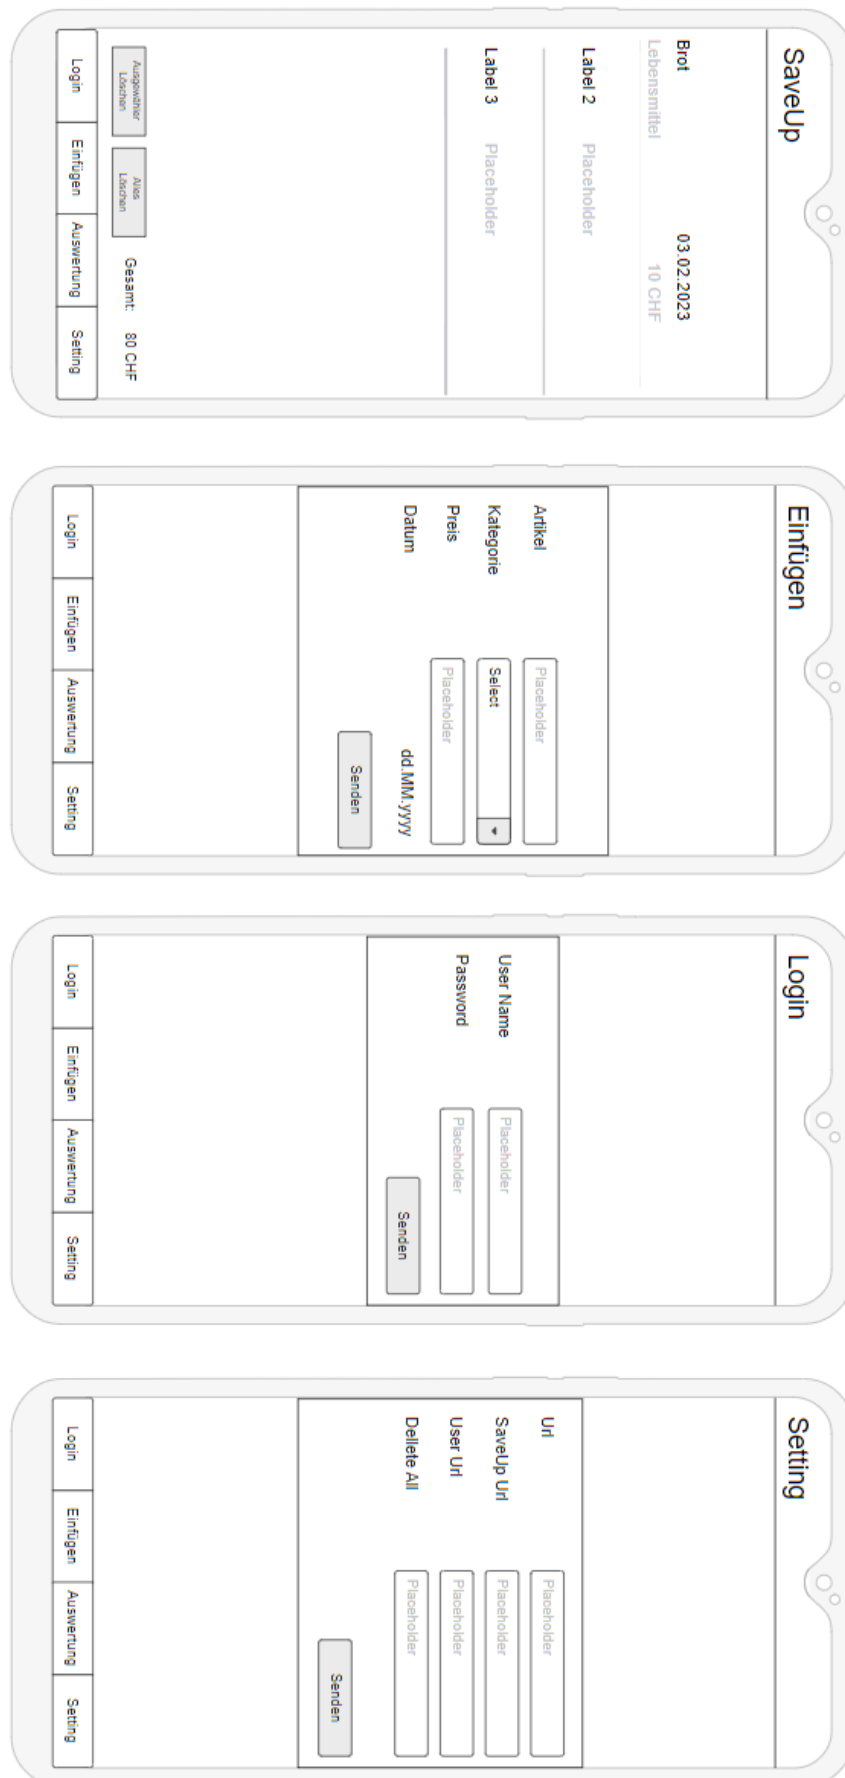 SaveUp
Brot 03.02.2023
Lebensmittel 10 CHF
Label 2 Placeholder
Label 3 Placeholder
Ausgewähler Löschen
Alles Löschen
Gesamt: 80 CHF
Login Einfügen Auswertung Setting
Einfügen
Artikel Placeholder
Kategorie Select
Preis Placeholder
Datum dd.MM.yyyy
Senden
Login Einfügen Auswertung Setting
Login
User Name Placeholder
Password Placeholder
Senden
Login Einfügen Auswertung Setting
Setting
Url Placeholder
SaveUp Url Placeholder
User Url Placeholder
Dellete All Placeholder
Senden
Login Einfügen Auswertung Setting